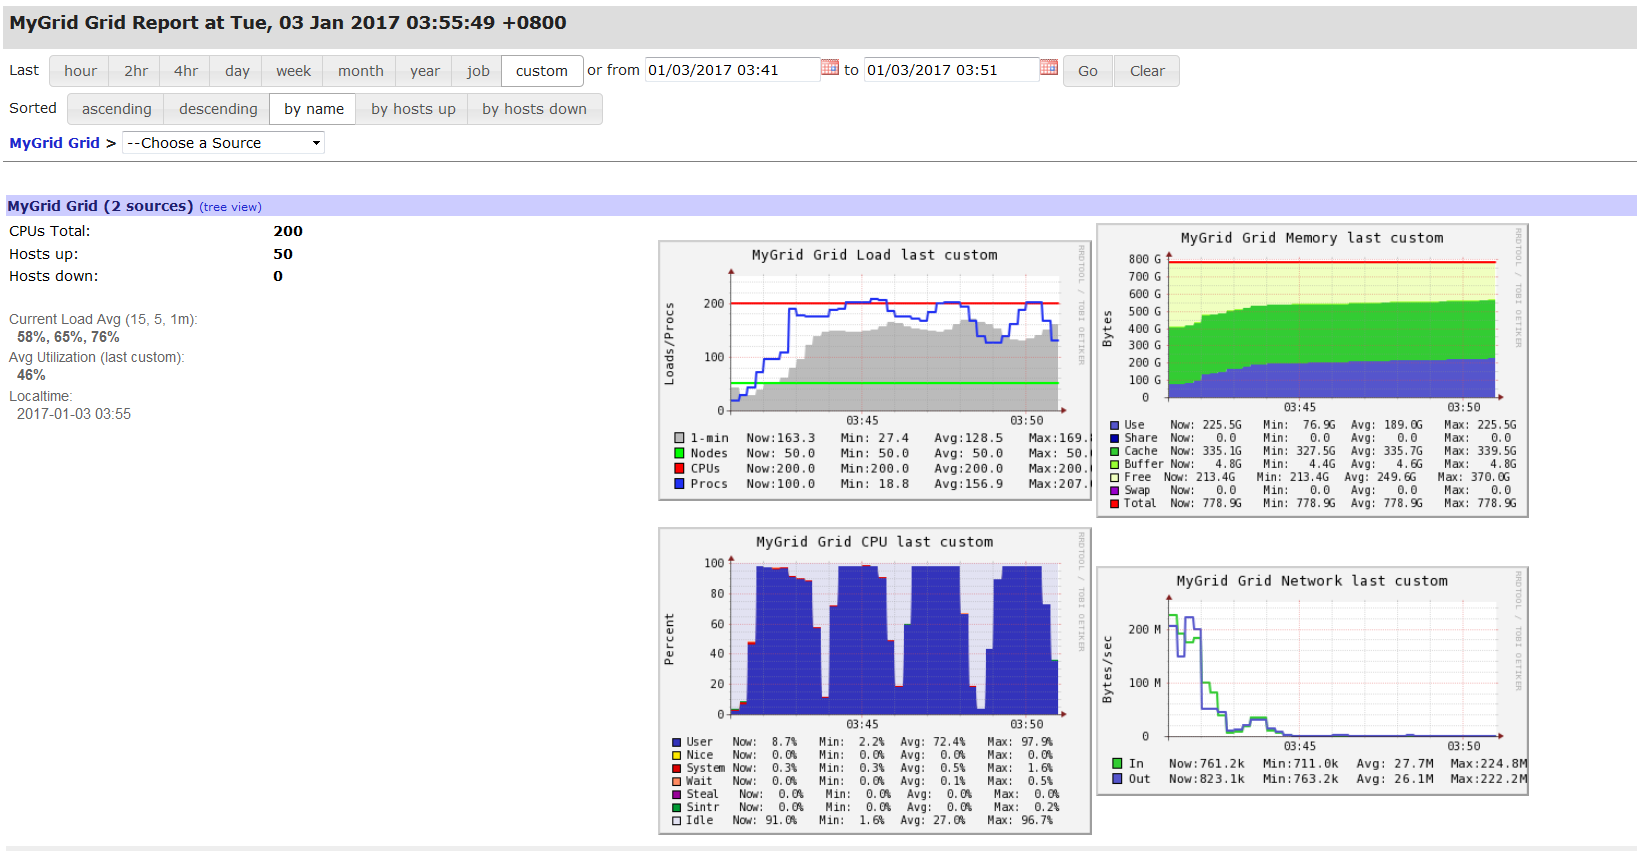 MyGrid Grid Report at Tue, 03 Jan 2017 03:55:49 +0800
Last hour 2hr 4hr day week month year job custom or from 01/03/2017 03:41 to 01/03/2017 03:51 Go Clear
Sorted ascending descending by name by hosts up by hosts down
MyGrid Grid > --Choose a Source
MyGrid Grid (2 sources) (tree view)
CPUs Total: 200
Hosts up: 50
Hosts down: 0
Current Load Avg (15, 5, 1m):
58%, 65%, 76%
Avg Utilization (last custom):
46%
Localtime:
2017-01-03 03:55
MyGrid Grid Load last custom
RRDTOOL / TOBI OETIKER
Loads/Procs
200
100
0
03:45 03:50
1-min Now:163.3 Min: 27.4 Avg:128.5 Max:169.
Nodes Now: 50.0 Min: 50.0 Avg: 50.0 Max: 50.
CPUs Now:200.0 Min:200.0 Avg:200.0 Max:200.
Procs Now:100.0 Min: 18.8 Avg:156.9 Max:207.
MyGrid Grid Memory last custom
RRDTOOL / TOBI OETIKER
Bytes
800 G
700 G
600 G
500 G
400 G
300 G
200 G
100 G
0
03:45 03:50
Use Now: 225.5G Min: 76.9G Avg: 189.0G Max: 225.5G
Share Now: 0.0 Min: 0.0 Avg: 0.0 Max: 0.0
Cache Now: 335.1G Min: 327.5G Avg: 335.7G Max: 339.5G
Buffer Now: 4.8G Min: 4.4G Avg: 4.6G Max: 4.8G
Free Now: 213.4G Min: 213.4G Avg: 249.6G Max: 370.0G
Swap Now: 0.0 Min: 0.0 Avg: 0.0 Max: 0.0
Total Now: 778.9G Min: 778.9G Avg: 778.9G Max: 778.9G
MyGrid Grid CPU last custom
RRDTOOL / TOBI OETIKER
Percent
100
80
60
40
20
0
03:45 03:50
User Now: 8.7% Min: 2.2% Avg: 72.4% Max: 97.9%
Nice Now: 0.0% Min: 0.0% Avg: 0.0% Max: 0.0%
System Now: 0.3% Min: 0.3% Avg: 0.5% Max: 1.6%
Wait Now: 0.0% Min: 0.0% Avg: 0.1% Max: 0.5%
Steal Now: 0.0% Min: 0.0% Avg: 0.0% Max: 0.0%
Sintr Now: 0.0% Min: 0.0% Avg: 0.0% Max: 0.2%
Idle Now: 91.0% Min: 1.6% Avg: 27.0% Max: 96.7%
MyGrid Grid Network last custom
RRDTOOL / TOBI OETIKER
Bytes/sec
200 M
100 M
0
03:45 03:50
In Now:761.2k Min:711.0k Avg: 27.7M Max:224.8M
Out Now:823.1k Min:763.2k Avg: 26.1M Max:222.2M